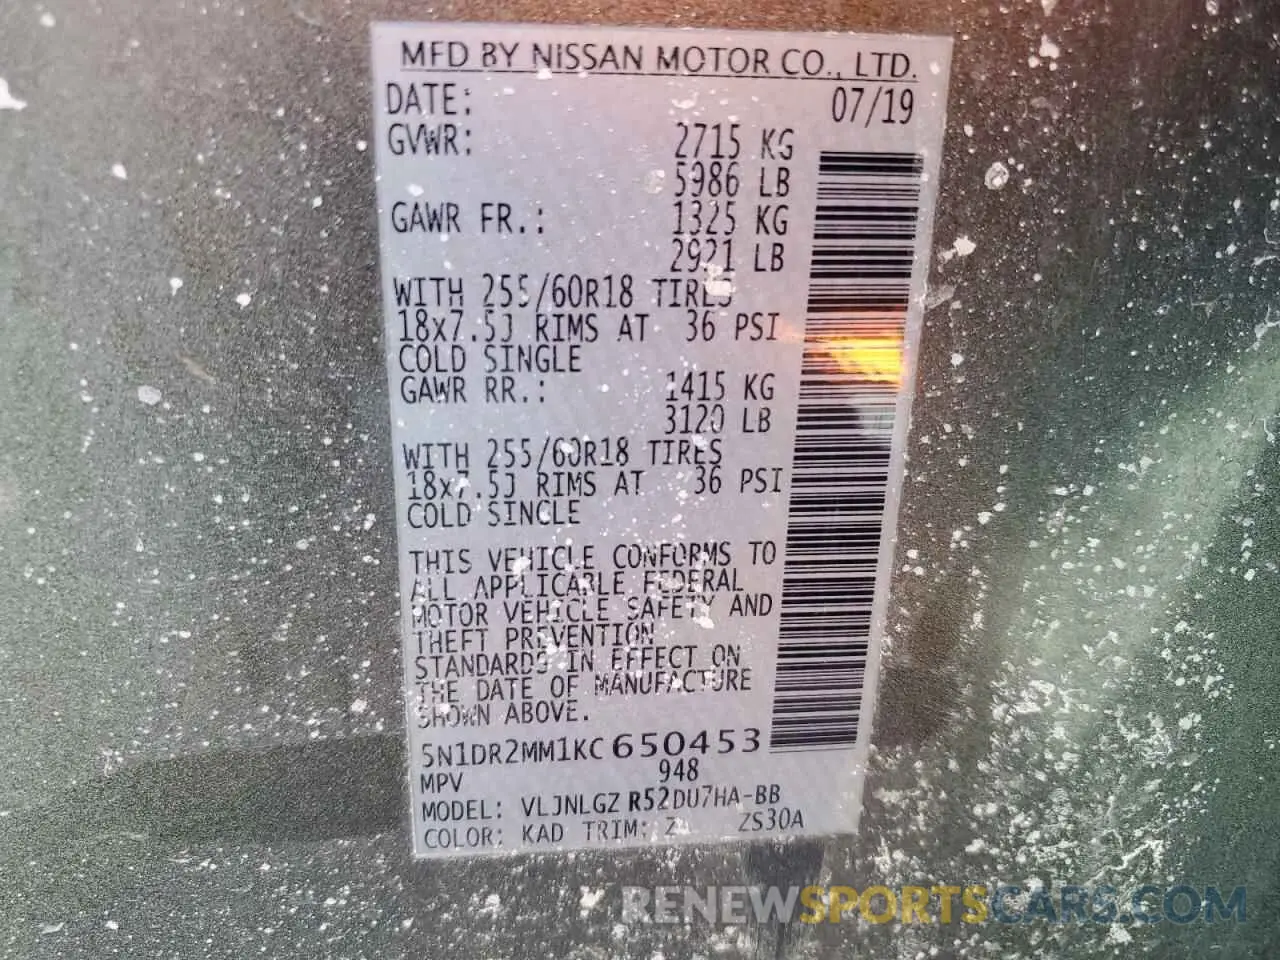 MFD BY NISSAN MOTOR CO., LTD.
DATE: 07/19
GVWR: 2715 KG
5986 LB
GAWR FR.: 1325 KG
2921 LB
WITH 255/60R18 TIRES
18x7.5J RIMS AT 36 PSI
COLD SINGLE
GAWR RR.: 1415 KG
3120 LB
WITH 255/60R18 TIRES
18x7.5J RIMS AT 36 PSI
COLD SINGLE
THIS VEHICLE CONFORMS TO
ALL APPLICABLE FEDERAL
MOTOR VEHICLE SAFETY AND
THEFT PREVENTION
STANDARDS IN EFFECT ON
THE DATE OF MANUFACTURE
SHOWN ABOVE.
5N1DR2MM1KC650453
MPV 948
MODEL: VLJNLGZ R52DU7HA-BB
COLOR: KAD TRIM: ZS30A
RENEWSPORTSCARS.COM